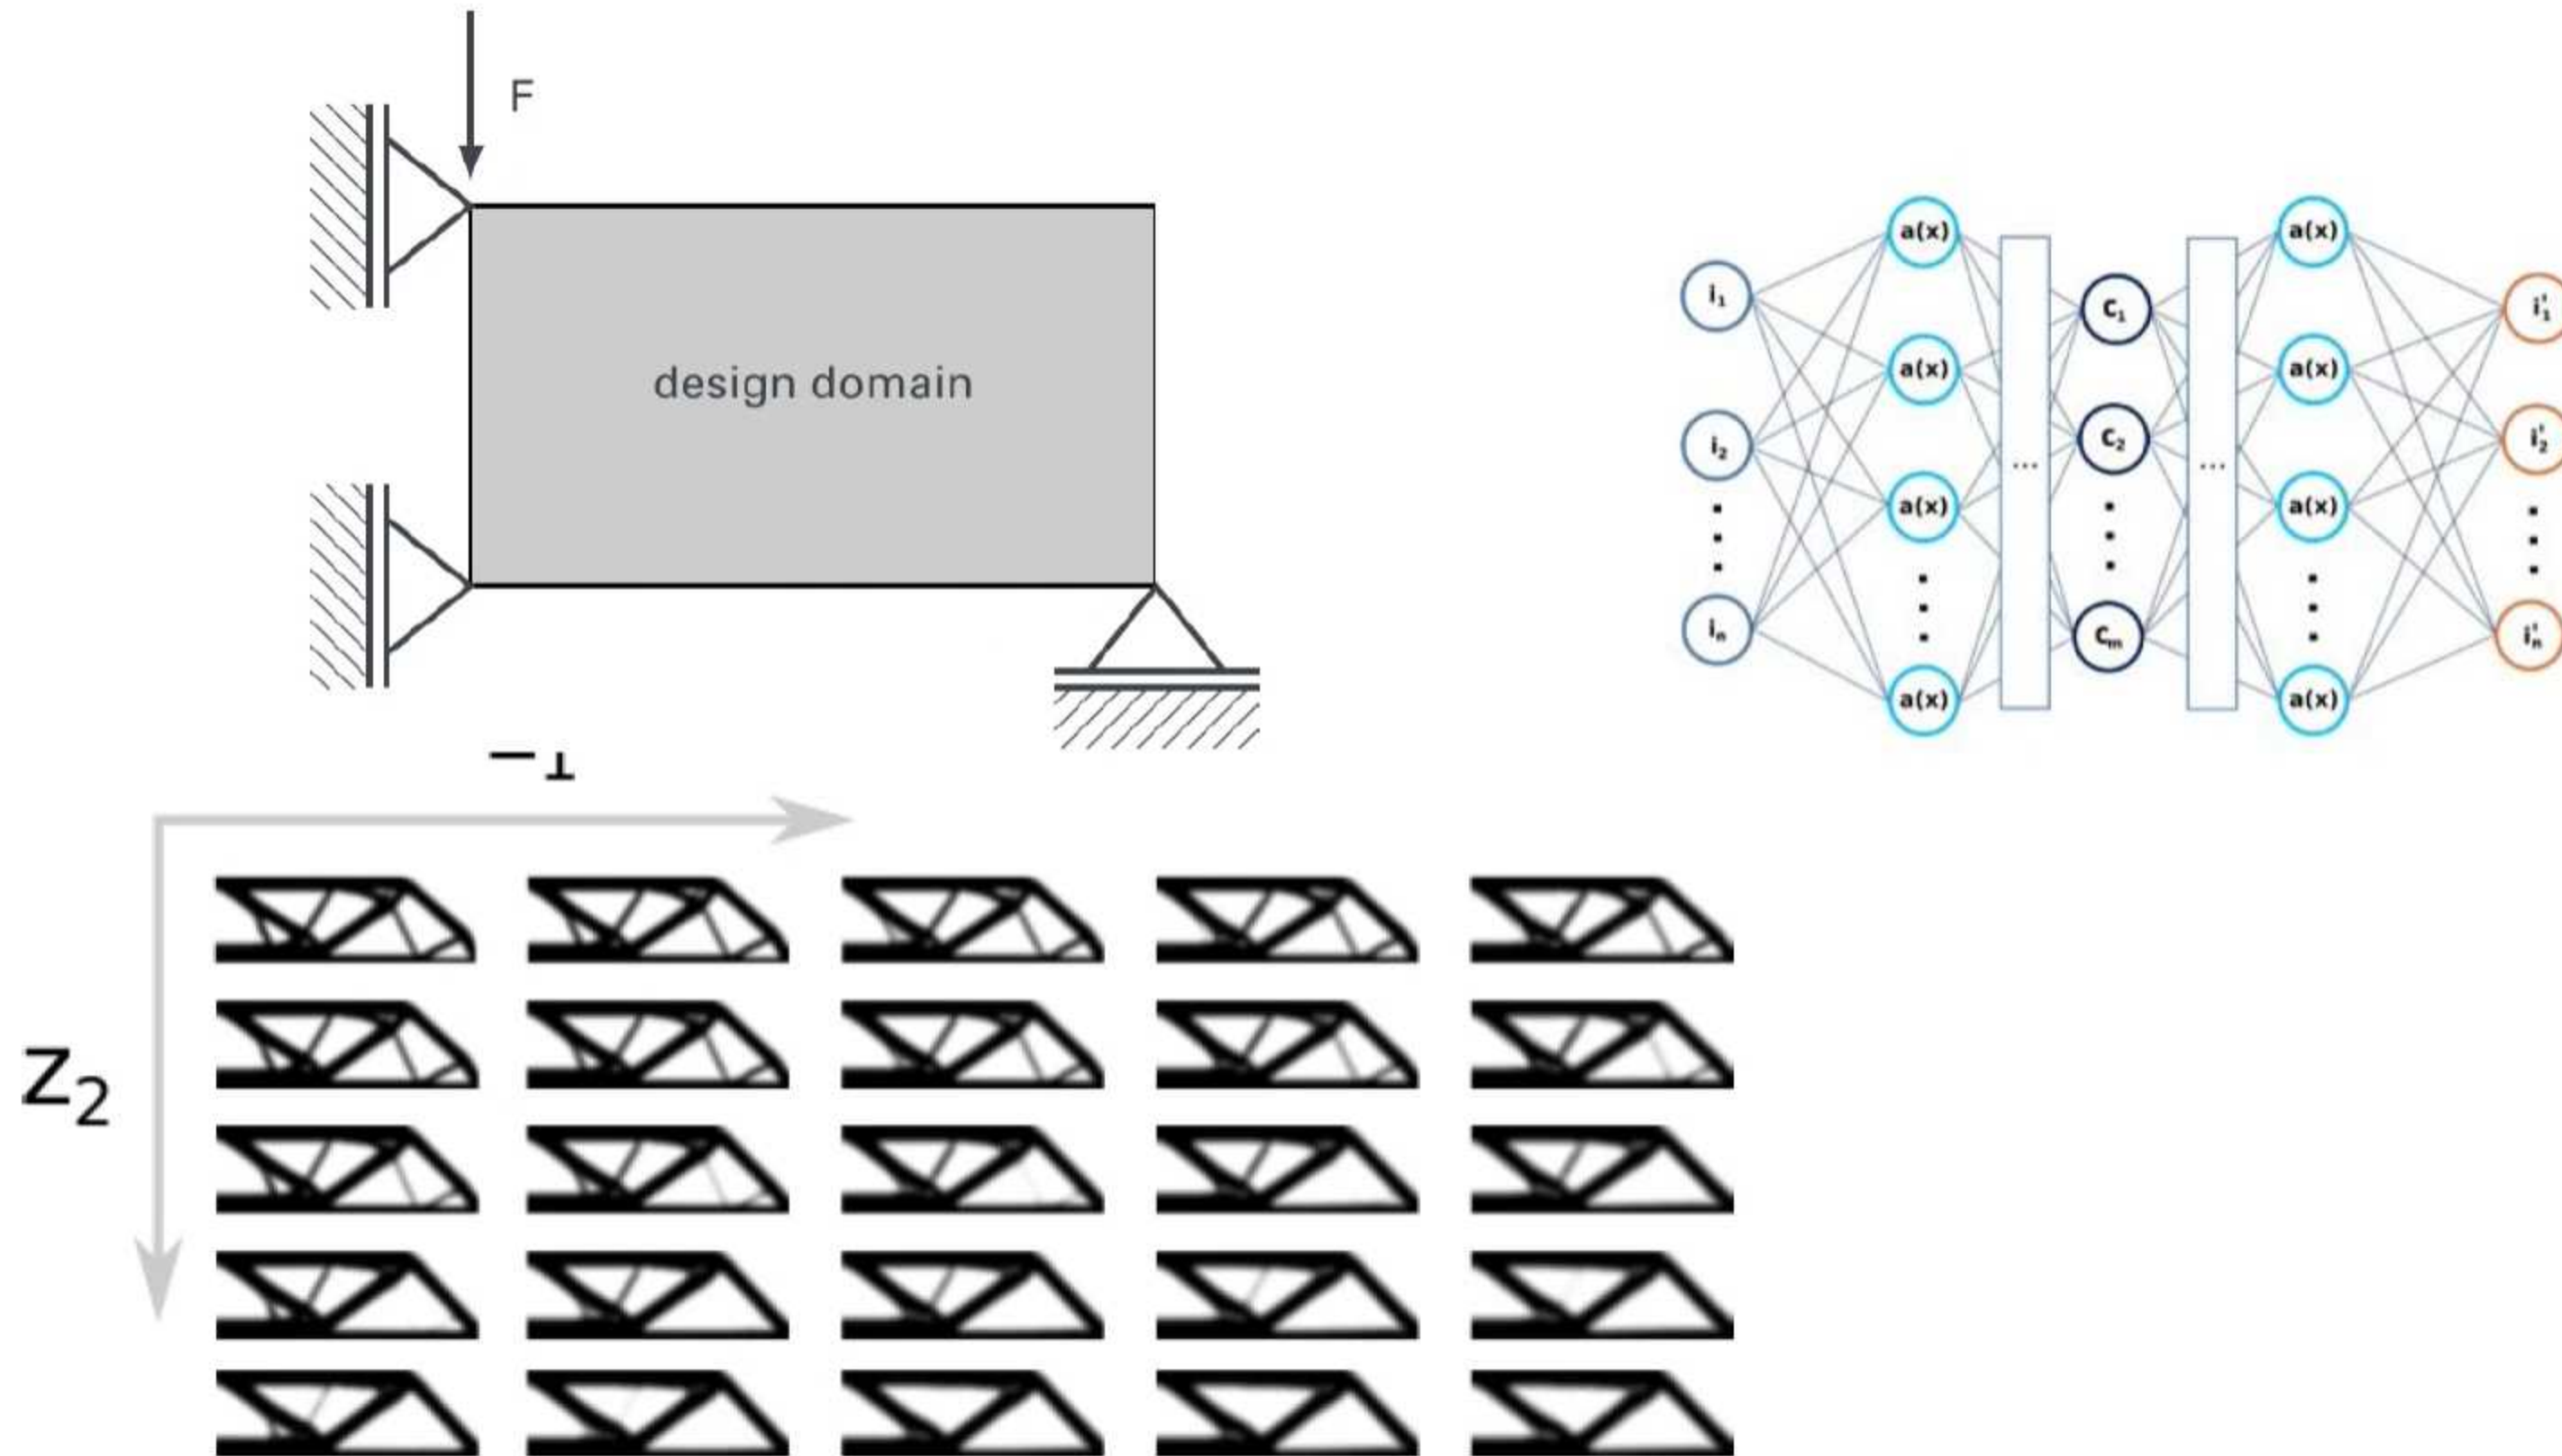 F
design domain
i₁
i₂
iₙ
a(x)
a(x)
a(x)
a(x)
...
C₁
C₂
Cₘ
...
a(x)
a(x)
a(x)
a(x)
i'₁
i'₂
i'ₙ
Z₂